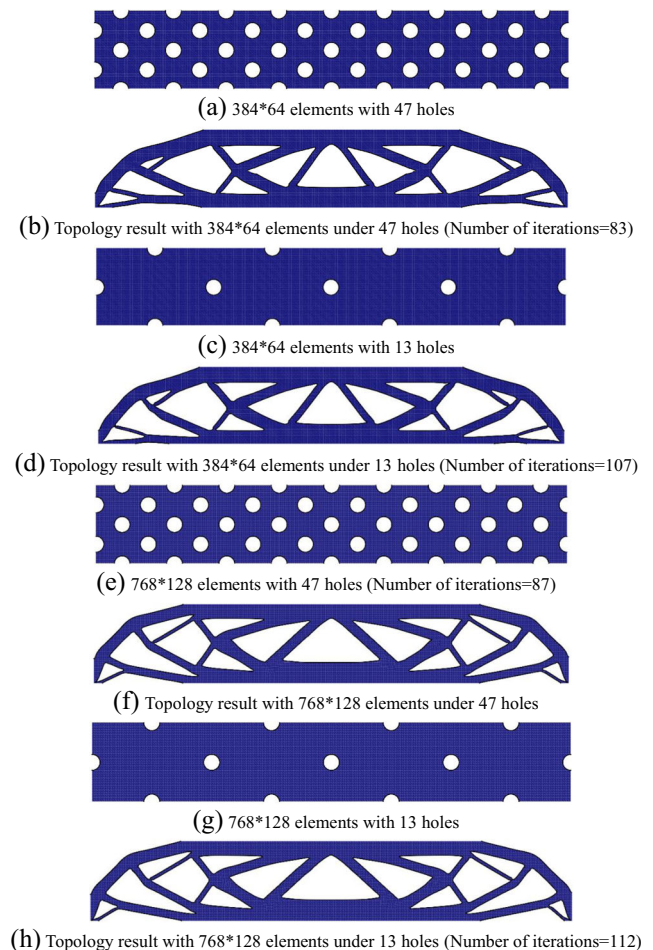 (a) 384*64 elements with 47 holes
(b) Topology result with 384*64 elements under 47 holes (Number of iterations=83)
(c) 384*64 elements with 13 holes
(d) Topology result with 384*64 elements under 13 holes (Number of iterations=107)
(e) 768*128 elements with 47 holes (Number of iterations=87)
(f) Topology result with 768*128 elements under 47 holes
(g) 768*128 elements with 13 holes
(h) Topology result with 768*128 elements under 13 holes (Number of iterations=112)